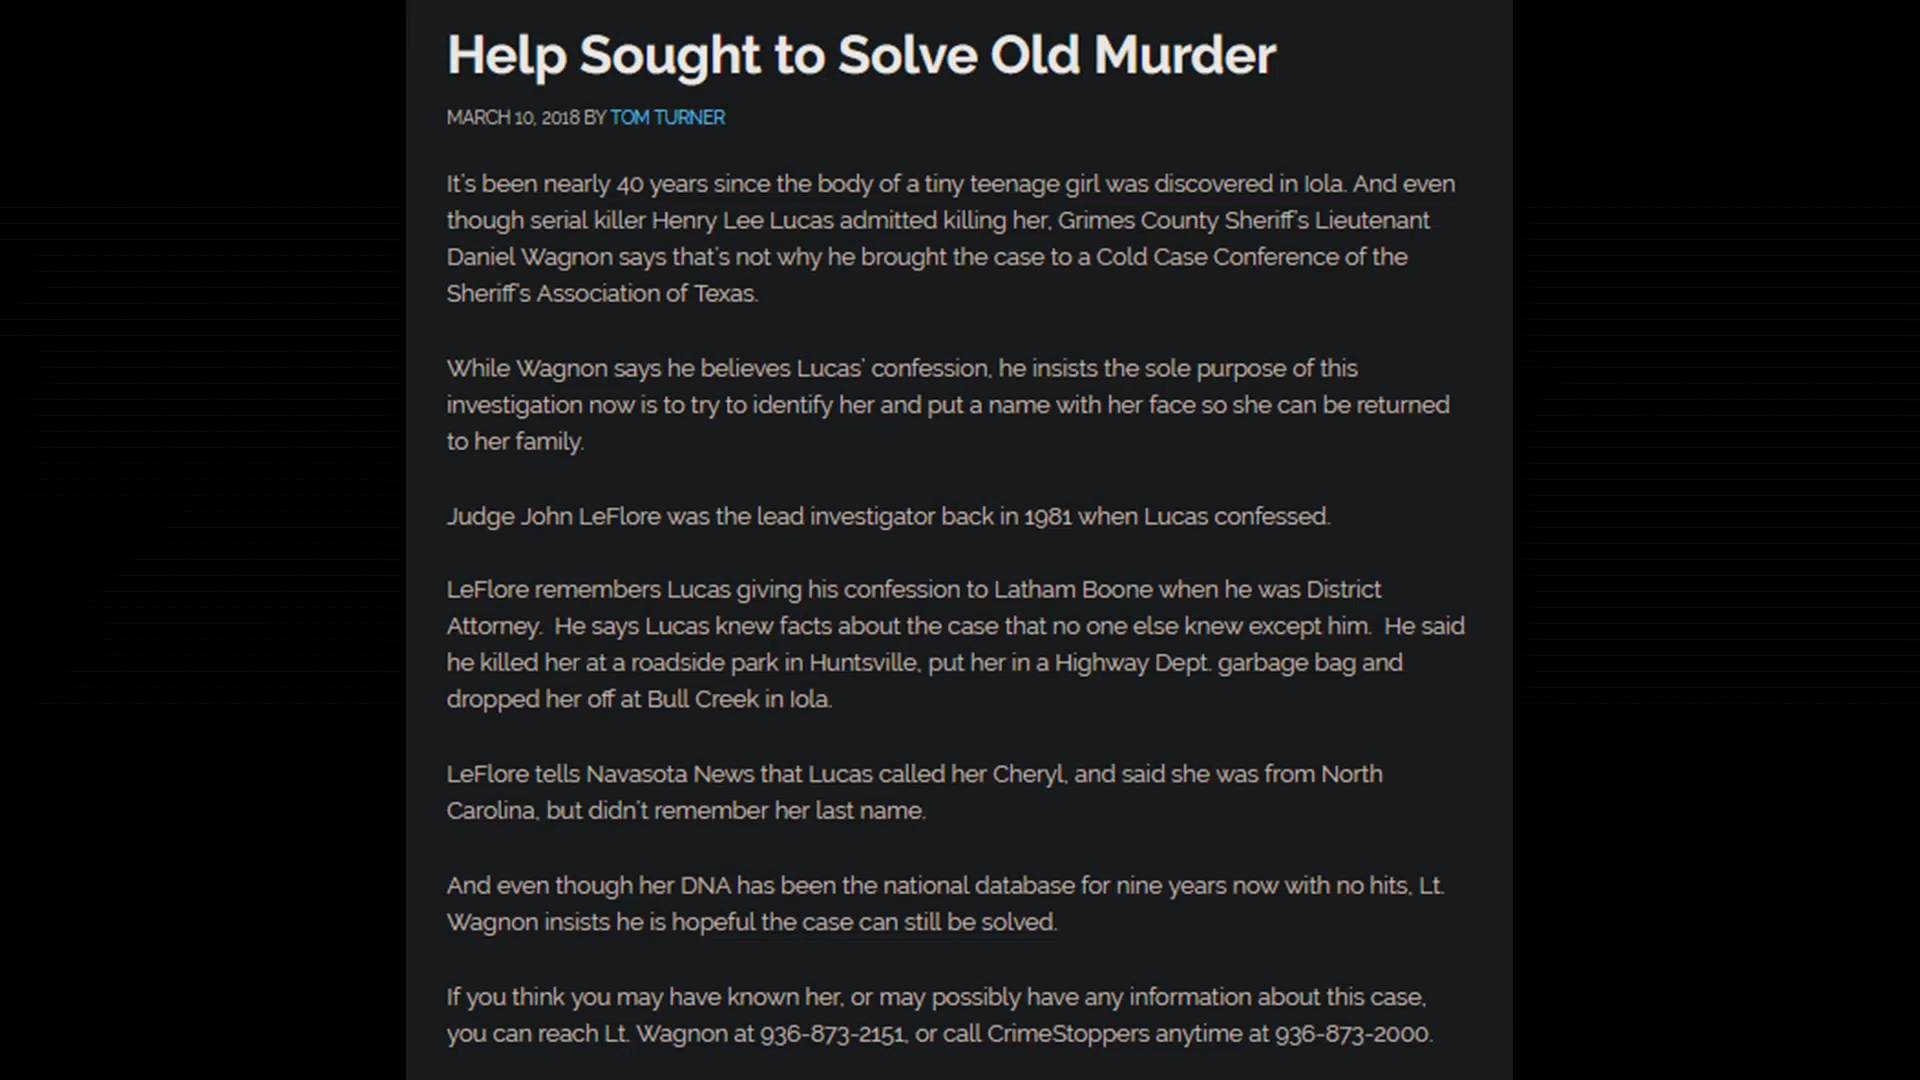 Help Sought to Solve Old Murder
MARCH 10, 2018 BY TOM TURNER
It's been nearly 40 years since the body of a tiny teenage girl was discovered in Iola. And even
though serial killer Henry Lee Lucas admitted killing her, Grimes County Sheriff's Lieutenant
Daniel Wagnon says that's not why he brought the case to a Cold Case Conference of the
Sheriff's Association of Texas.
While Wagnon says he believes Lucas' confession, he insists the sole purpose of this
investigation now is to try to identify her and put a name with her face so she can be returned
to her family.
Judge John LeFlore was the lead investigator back in 1981 when Lucas confessed.
LeFlore remembers Lucas giving his confession to Latham Boone when he was District
Attorney.  He says Lucas knew facts about the case that no one else knew except him.  He said
he killed her at a roadside park in Huntsville, put her in a Highway Dept. garbage bag and
dropped her off at Bull Creek in Iola.
LeFlore tells Navasota News that Lucas called her Cheryl, and said she was from North
Carolina, but didn't remember her last name.
And even though her DNA has been the national database for nine years now with no hits, Lt.
Wagnon insists he is hopeful the case can still be solved.
If you think you may have known her, or may possibly have any information about this case,
you can reach Lt. Wagnon at 936-873-2151, or call CrimeStoppers anytime at 936-873-2000.